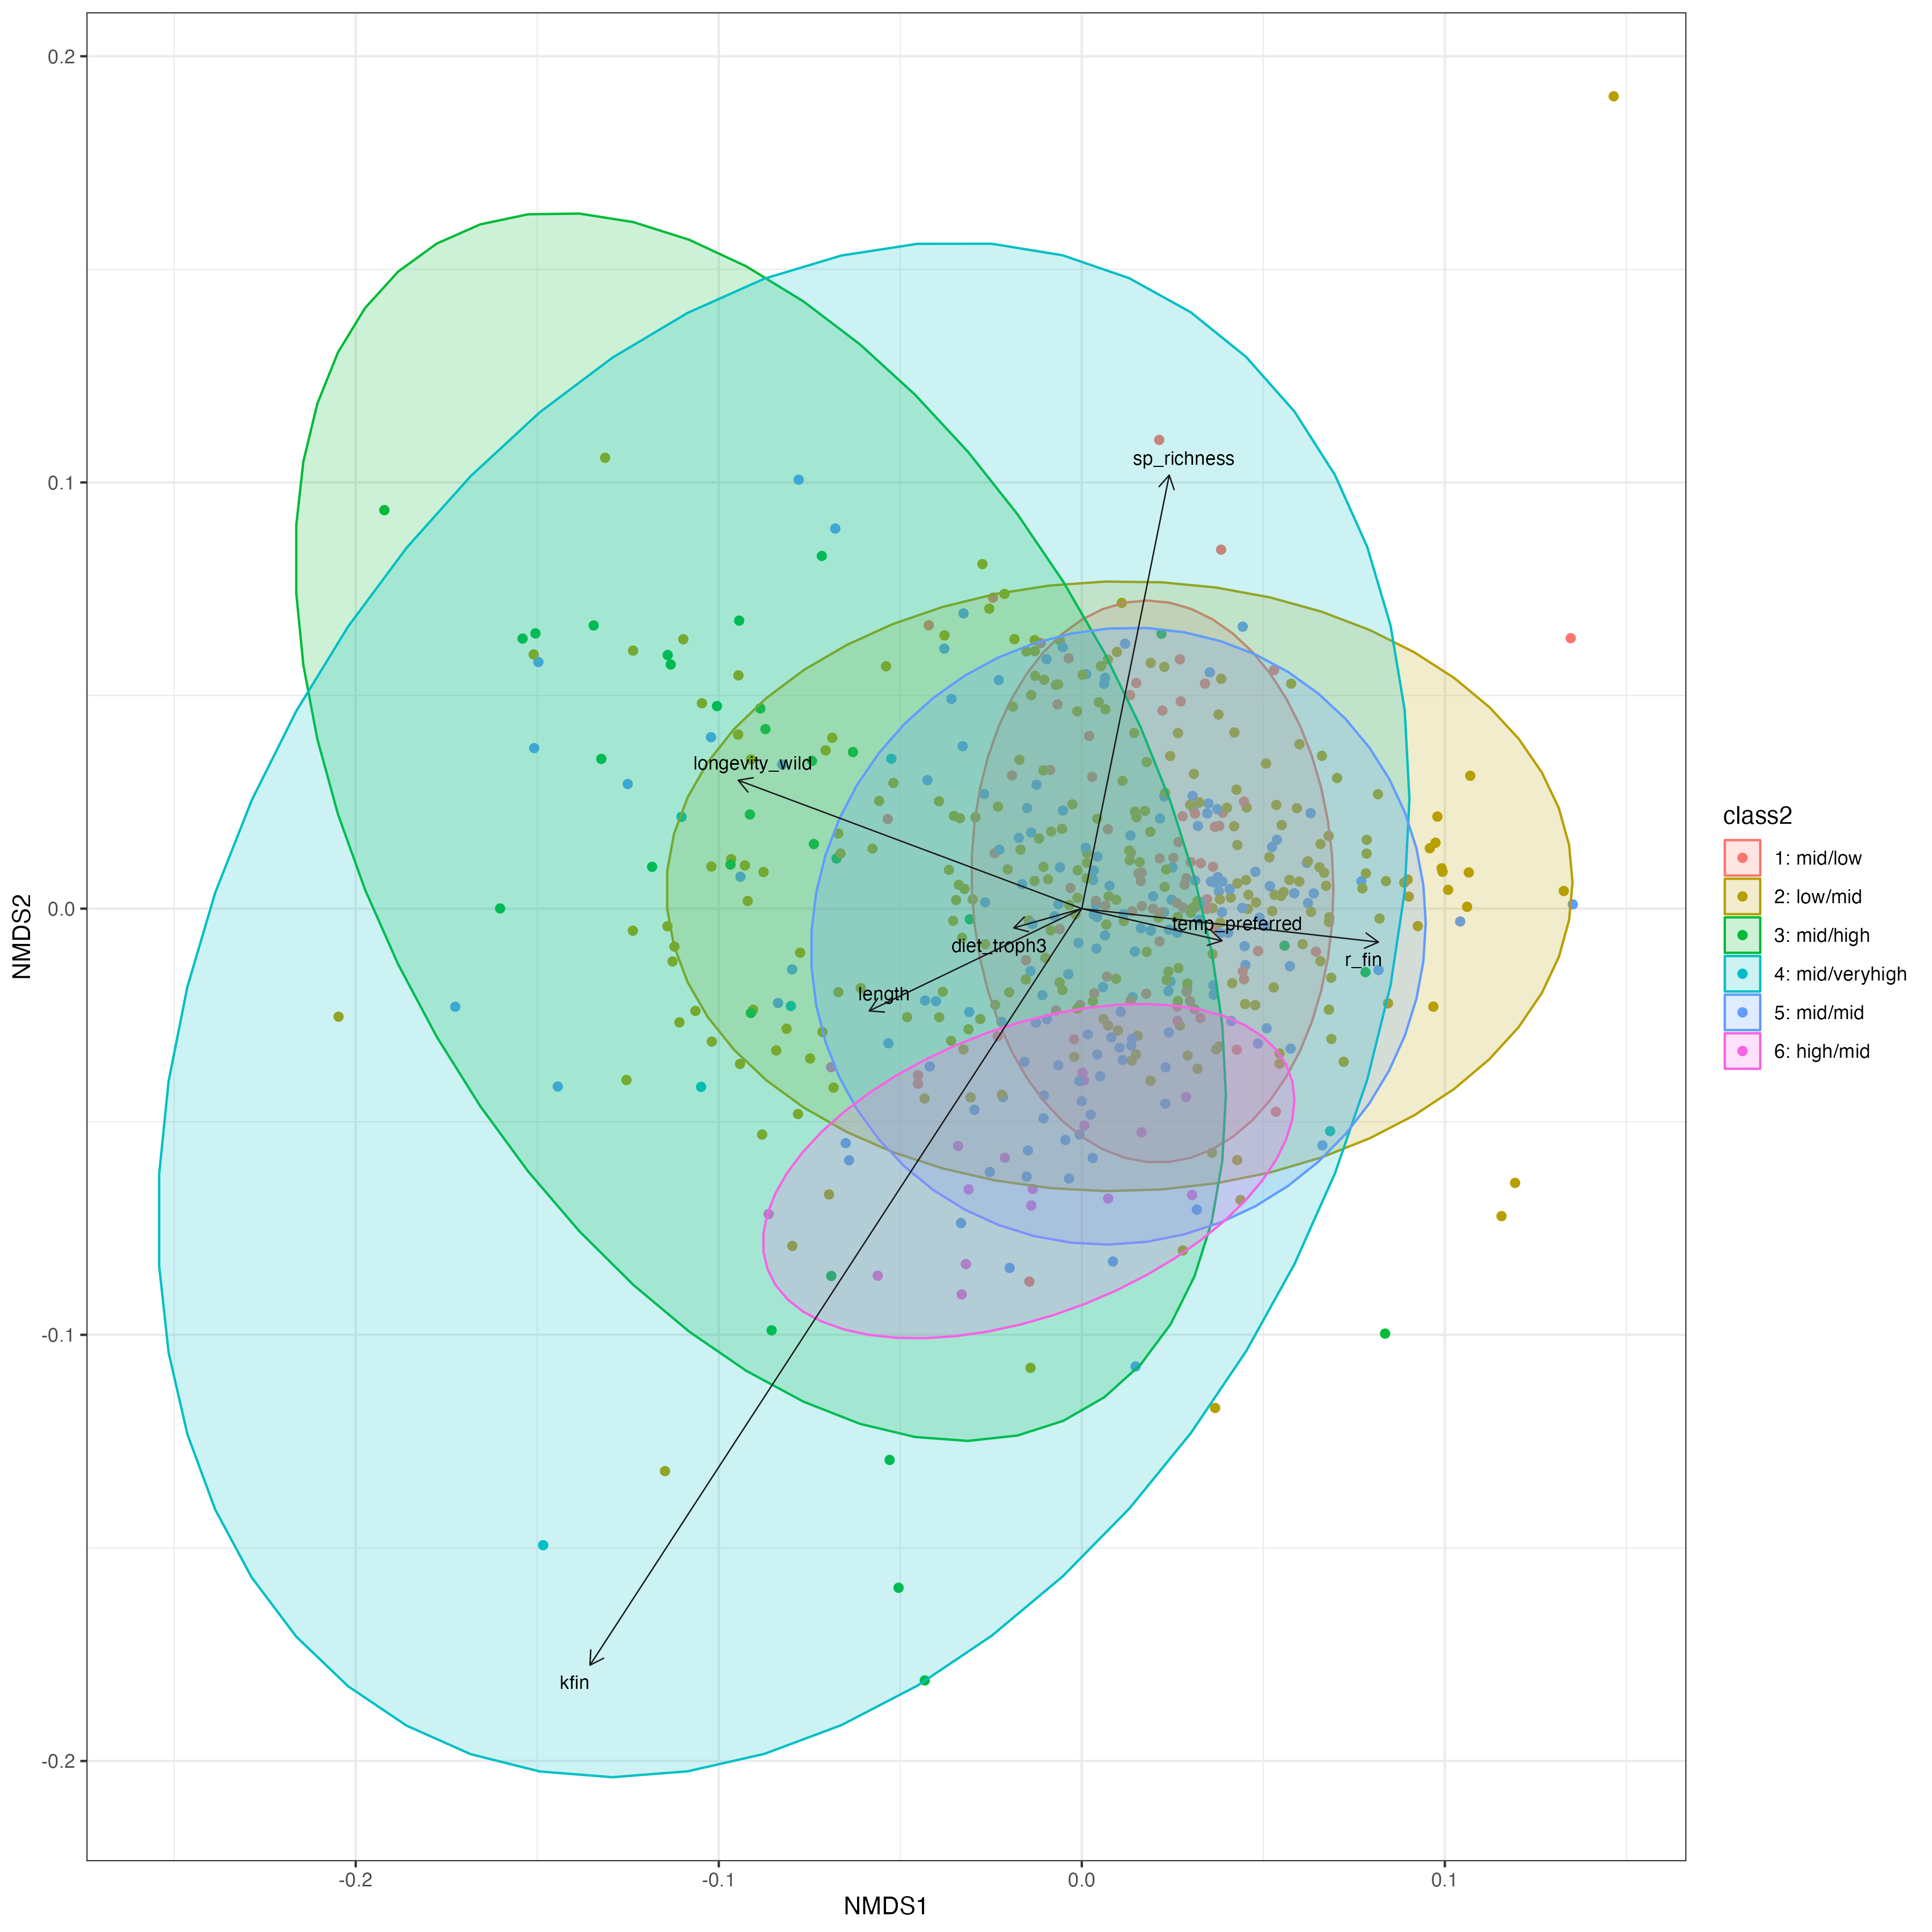 0.2
0.1
0.0
-0.1
-0.2
NMDS2
sp_richness
longevity_wild
temp_preferred
diet_troph3
r_fin
length
kfin
-0.2
-0.1
0.0
0.1
NMDS1
class2
1: mid/low
2: low/mid
3: mid/high
4: mid/veryhigh
5: mid/mid
6: high/mid